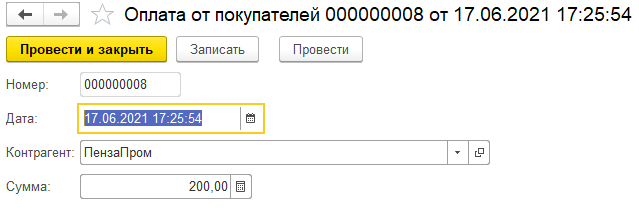 Оплата от покупателей 000000008 от 17.06.2021 17:25:54
Провести и закрыть Записать Провести
Номер: 000000008
Дата: 17.06.2021 17:25:54
Контрагент: ПензаПром
Сумма: 200,00